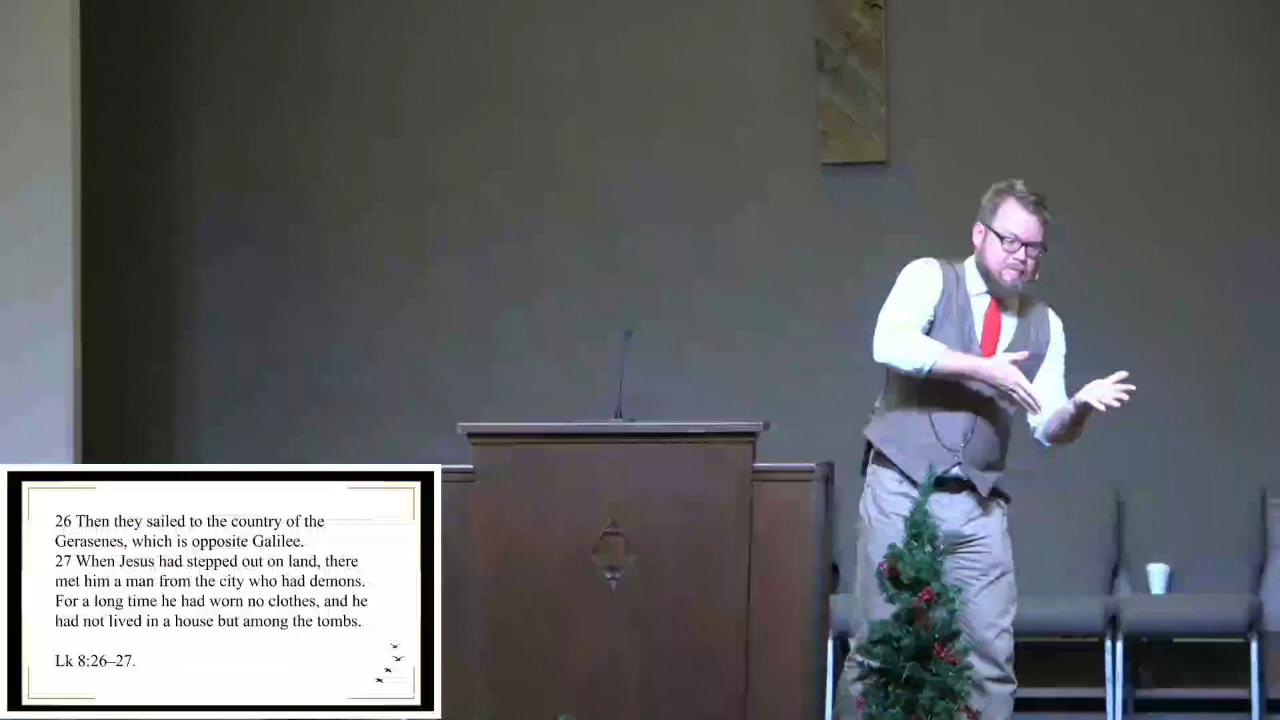 26 Then they sailed to the country of the
Gerasenes, which is opposite Galilee.
27 When Jesus had stepped out on land, there
met him a man from the city who had demons.
For a long time he had worn no clothes, and he
had not lived in a house but among the tombs.
Lk 8:26–27.